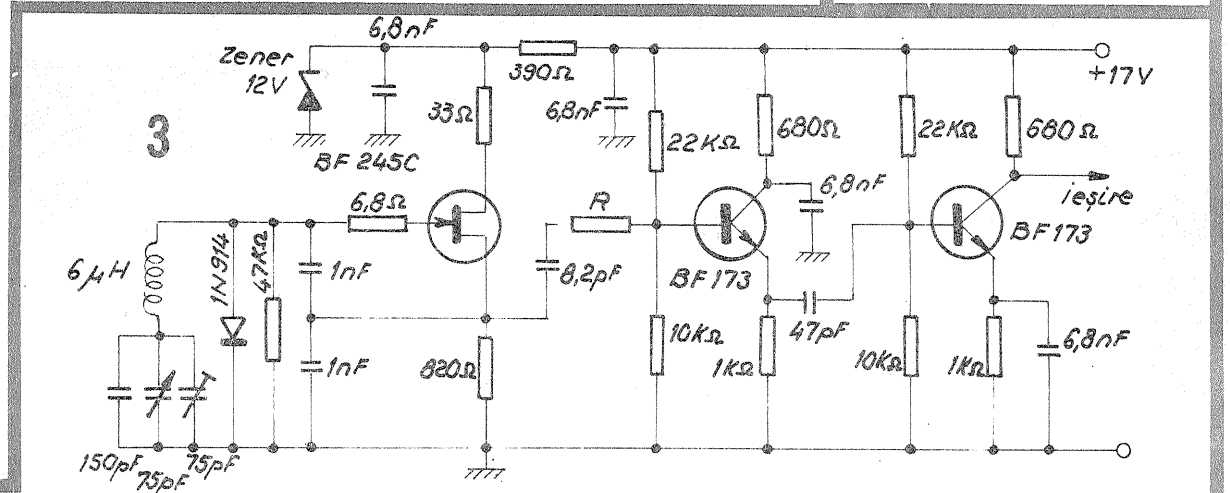 3
Zener
12V
6,8nF
390Ω
6,8nF
+17V
33Ω
BF 245C
22KΩ
680Ω
22KΩ
680Ω
6,8Ω
R
6,8nF
ieșire
6μH
1N914
47KΩ
1nF
8,2pF
BF173
BF173
47pF
1nF
820Ω
10KΩ
1KΩ
10KΩ
1KΩ
6,8nF
150pF
75pF
75pF